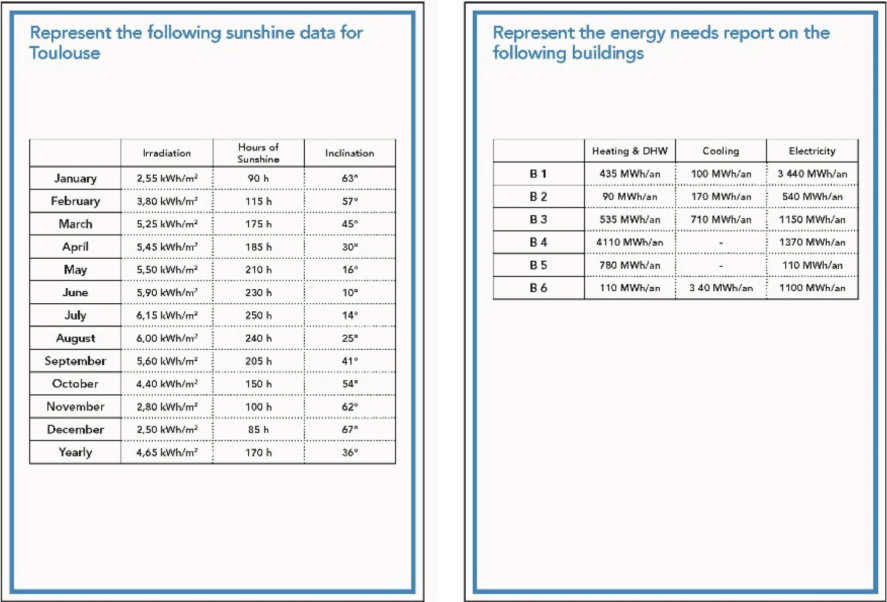 Represent the following sunshine data for
Toulouse
Irradiation Hours of Sunshine Inclination
January 2,55 kWh/m² 90 h 63°
February 3,80 kWh/m² 115 h 57°
March 5,25 kWh/m² 175 h 45°
April 5,45 kWh/m² 185 h 30°
May 5,50 kWh/m² 210 h 16°
June 5,90 kWh/m² 230 h 10°
July 6,15 kWh/m² 250 h 14°
August 6,00 kWh/m² 240 h 25°
September 5,60 kWh/m² 205 h 41°
October 4,40 kWh/m² 150 h 54°
November 2,80 kWh/m² 100 h 62°
December 2,50 kWh/m² 85 h 67°
Yearly 4,65 kWh/m² 170 h 36°
Represent the energy needs report on the
following buildings
Heating & DHW Cooling Electricity
B 1 435 MWh/an 100 MWh/an 3 440 MWh/an
B 2 90 MWh/an 170 MWh/an 540 MWh/an
B 3 535 MWh/an 710 MWh/an 1150 MWh/an
B 4 4110 MWh/an - 1370 MWh/an
B 5 780 MWh/an - 110 MWh/an
B 6 110 MWh/an 3 40 MWh/an 1100 MWh/an